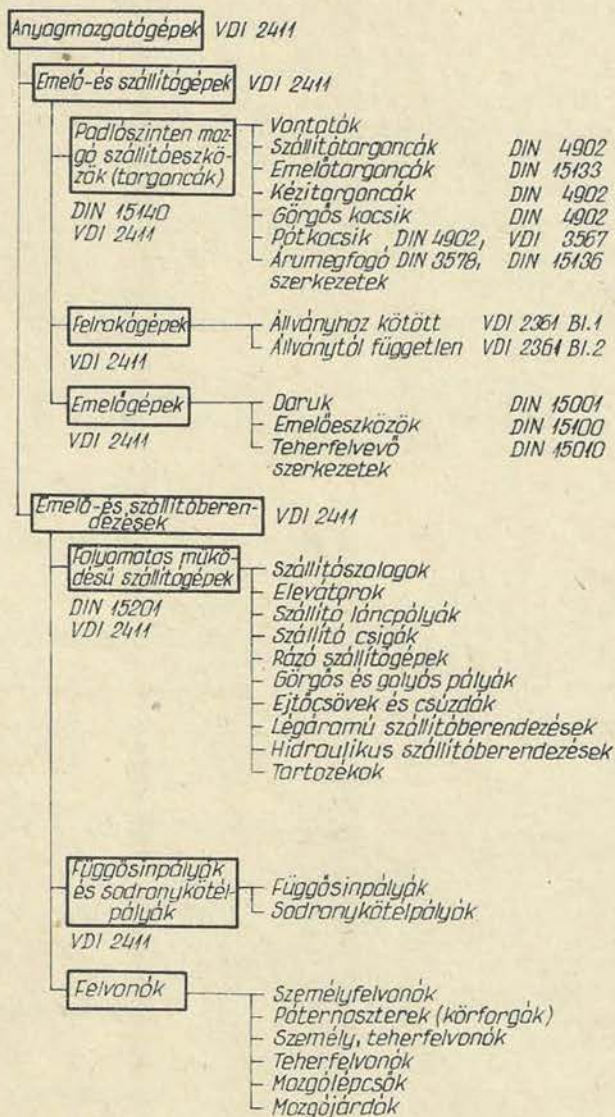 Anyagmozgatógépek VDI 2411
Emelő- és szállítógépek VDI 2411
Padlószinten moz-
gó szállítóeszkö-
zök (targoncák)
DIN 15140
VDI 2411
Vontatók
Szállítótargoncák DIN 4902
Emelőtargoncák DIN 15133
Kézitargoncák DIN 4902
Görgős kocsik DIN 4902
Pótkocsik DIN 4902, VDI 3567
Árumegfogó DIN 3578, DIN 15136
szerkezetek
Felrakógépek
VDI 2411
Állványhoz kötött VDI 2361 Bl.1
Állványtól független VDI 2361 Bl.2
Emelőgépek
VDI 2411
Daruk DIN 15001
Emelőeszközök DIN 15100
Teherfelvevő DIN 15010
szerkezetek
Emelő- és szállítóberen-
dezések VDI 2411
Folyamatos műkö-
désű szállítógépek
DIN 15201
VDI 2411
Szállítószalagok
Elevátorok
Szállító láncpályák
Szállító csigák
Rázó szállítógépek
Görgős és golyós pályák
Ejtőcsövek és csúzdák
Légáramú szállítóberendezések
Hidraulikus szállítóberendezések
Tartozékok
Függősínpályák
és sodronykötél-
pályák
VDI 2411
Függősínpályák
Sodronykötélpályák
Felvonók
Személyfelvonók
Páternoszterek (körforgók)
Személy, teherfelvonók
Teherfelvonók
Mozgólépcsők
Mozgójárdák